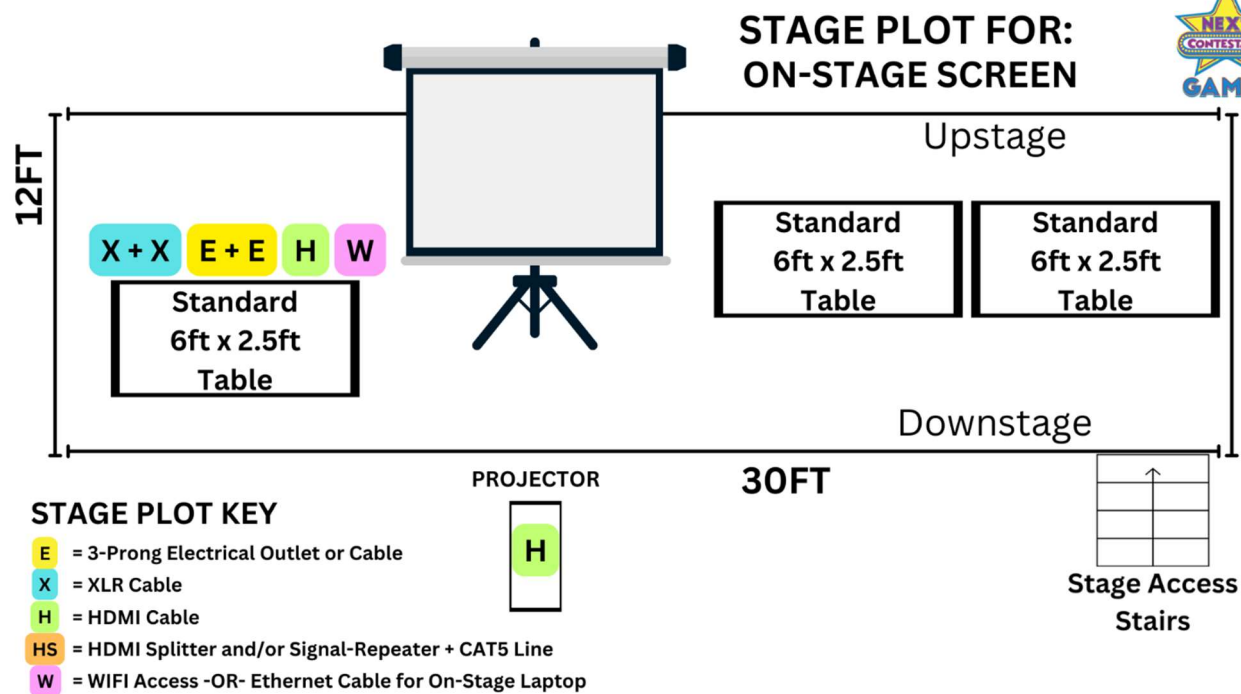 STAGE PLOT FOR:
ON-STAGE SCREEN
NEX
CONTEST
GAM
Upstage
12FT
X + X E + E H W
Standard
6ft x 2.5ft
Table
Standard
6ft x 2.5ft
Table
Standard
6ft x 2.5ft
Table
Downstage
30FT
PROJECTOR
H
Stage Access
Stairs
STAGE PLOT KEY
E = 3-Prong Electrical Outlet or Cable
X = XLR Cable
H = HDMI Cable
HS = HDMI Splitter and/or Signal-Repeater + CAT5 Line
W = WIFI Access -OR- Ethernet Cable for On-Stage Laptop